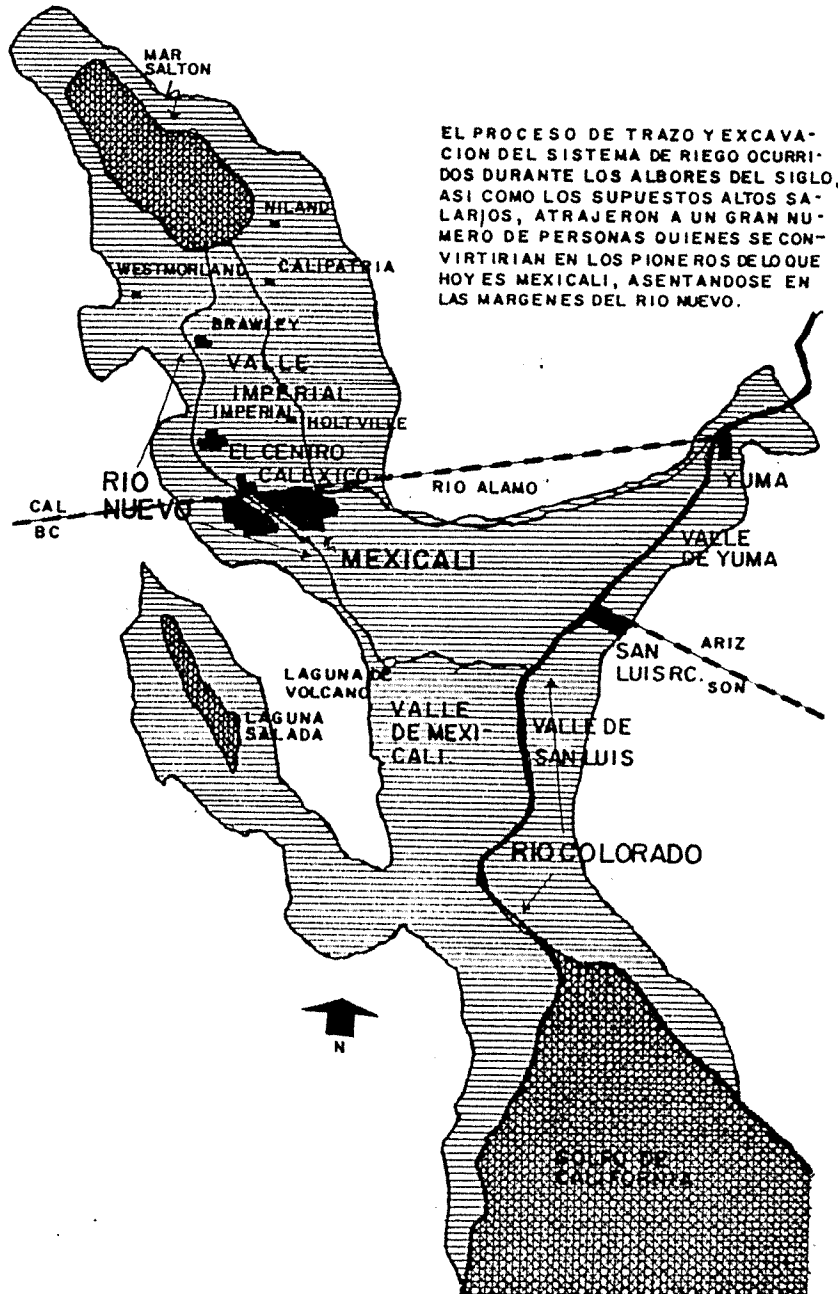 MAR
SALTON
EL PROCESO DE TRAZO Y EXCAVA-
CION DEL SISTEMA DE RIEGO OCURRI-
DOS DURANTE LOS ALBORES DEL SIGLO,
ASI COMO LOS SUPUESTOS ALTOS SA-
LARIOS, ATRAJERON A UN GRAN NU-
MERO DE PERSONAS QUIENES SE CON-
VIRTIRIAN EN LOS PIONEROS DE LO QUE
HOY ES MEXICALI, ASENTANDOSE EN
LAS MARGENES DEL RIO NUEVO.
NILAND
WESTMORLAND
CALIPATRIA
BRAWLEY
VALLE
IMPERIAL
IMPERIAL
HOLTVILLE
EL CENTRO
CALEXICO
RIO
NUEVO
RIO ALAMO
YUMA
CAL
BC
MEXICALI
VALLE
DE YUMA
SAN
LUIS RC.
ARIZ
SON
LAGUNA DE
VOLCANO
LAGUNA
SALADA
VALLE
DE MEXI-
CALI.
VALLE DE
SAN LUIS
RIO COLORADO
N
GOLFO DE
CALIFORNIA